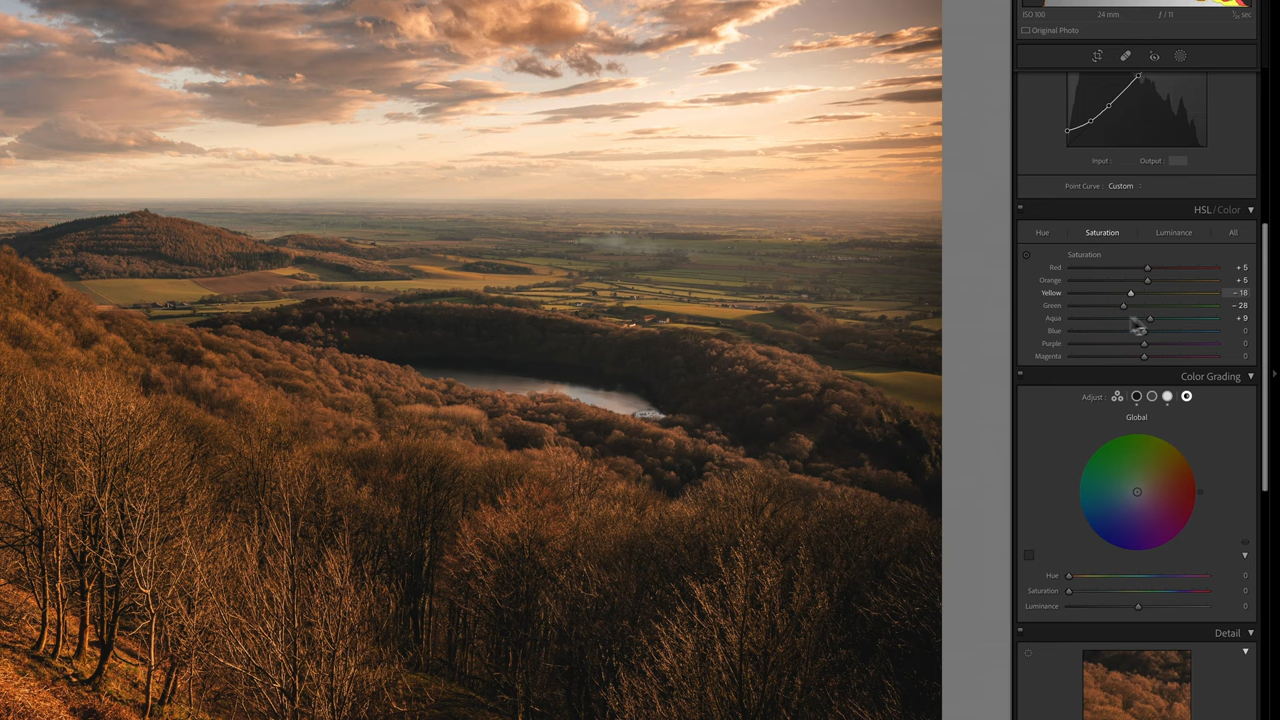 ISO 100 24 mm ƒ / 11 sec
Original Photo
Input : Output :
Point Curve : Custom
HSL / Color
Hue Saturation Luminance All
Saturation
Red + 5
Orange + 5
Yellow – 18
Green – 28
Aqua + 9
Blue 0
Purple 0
Magenta 0
Color Grading
Adjust :
Global
Hue 0
Saturation 0
Luminance 0
Detail